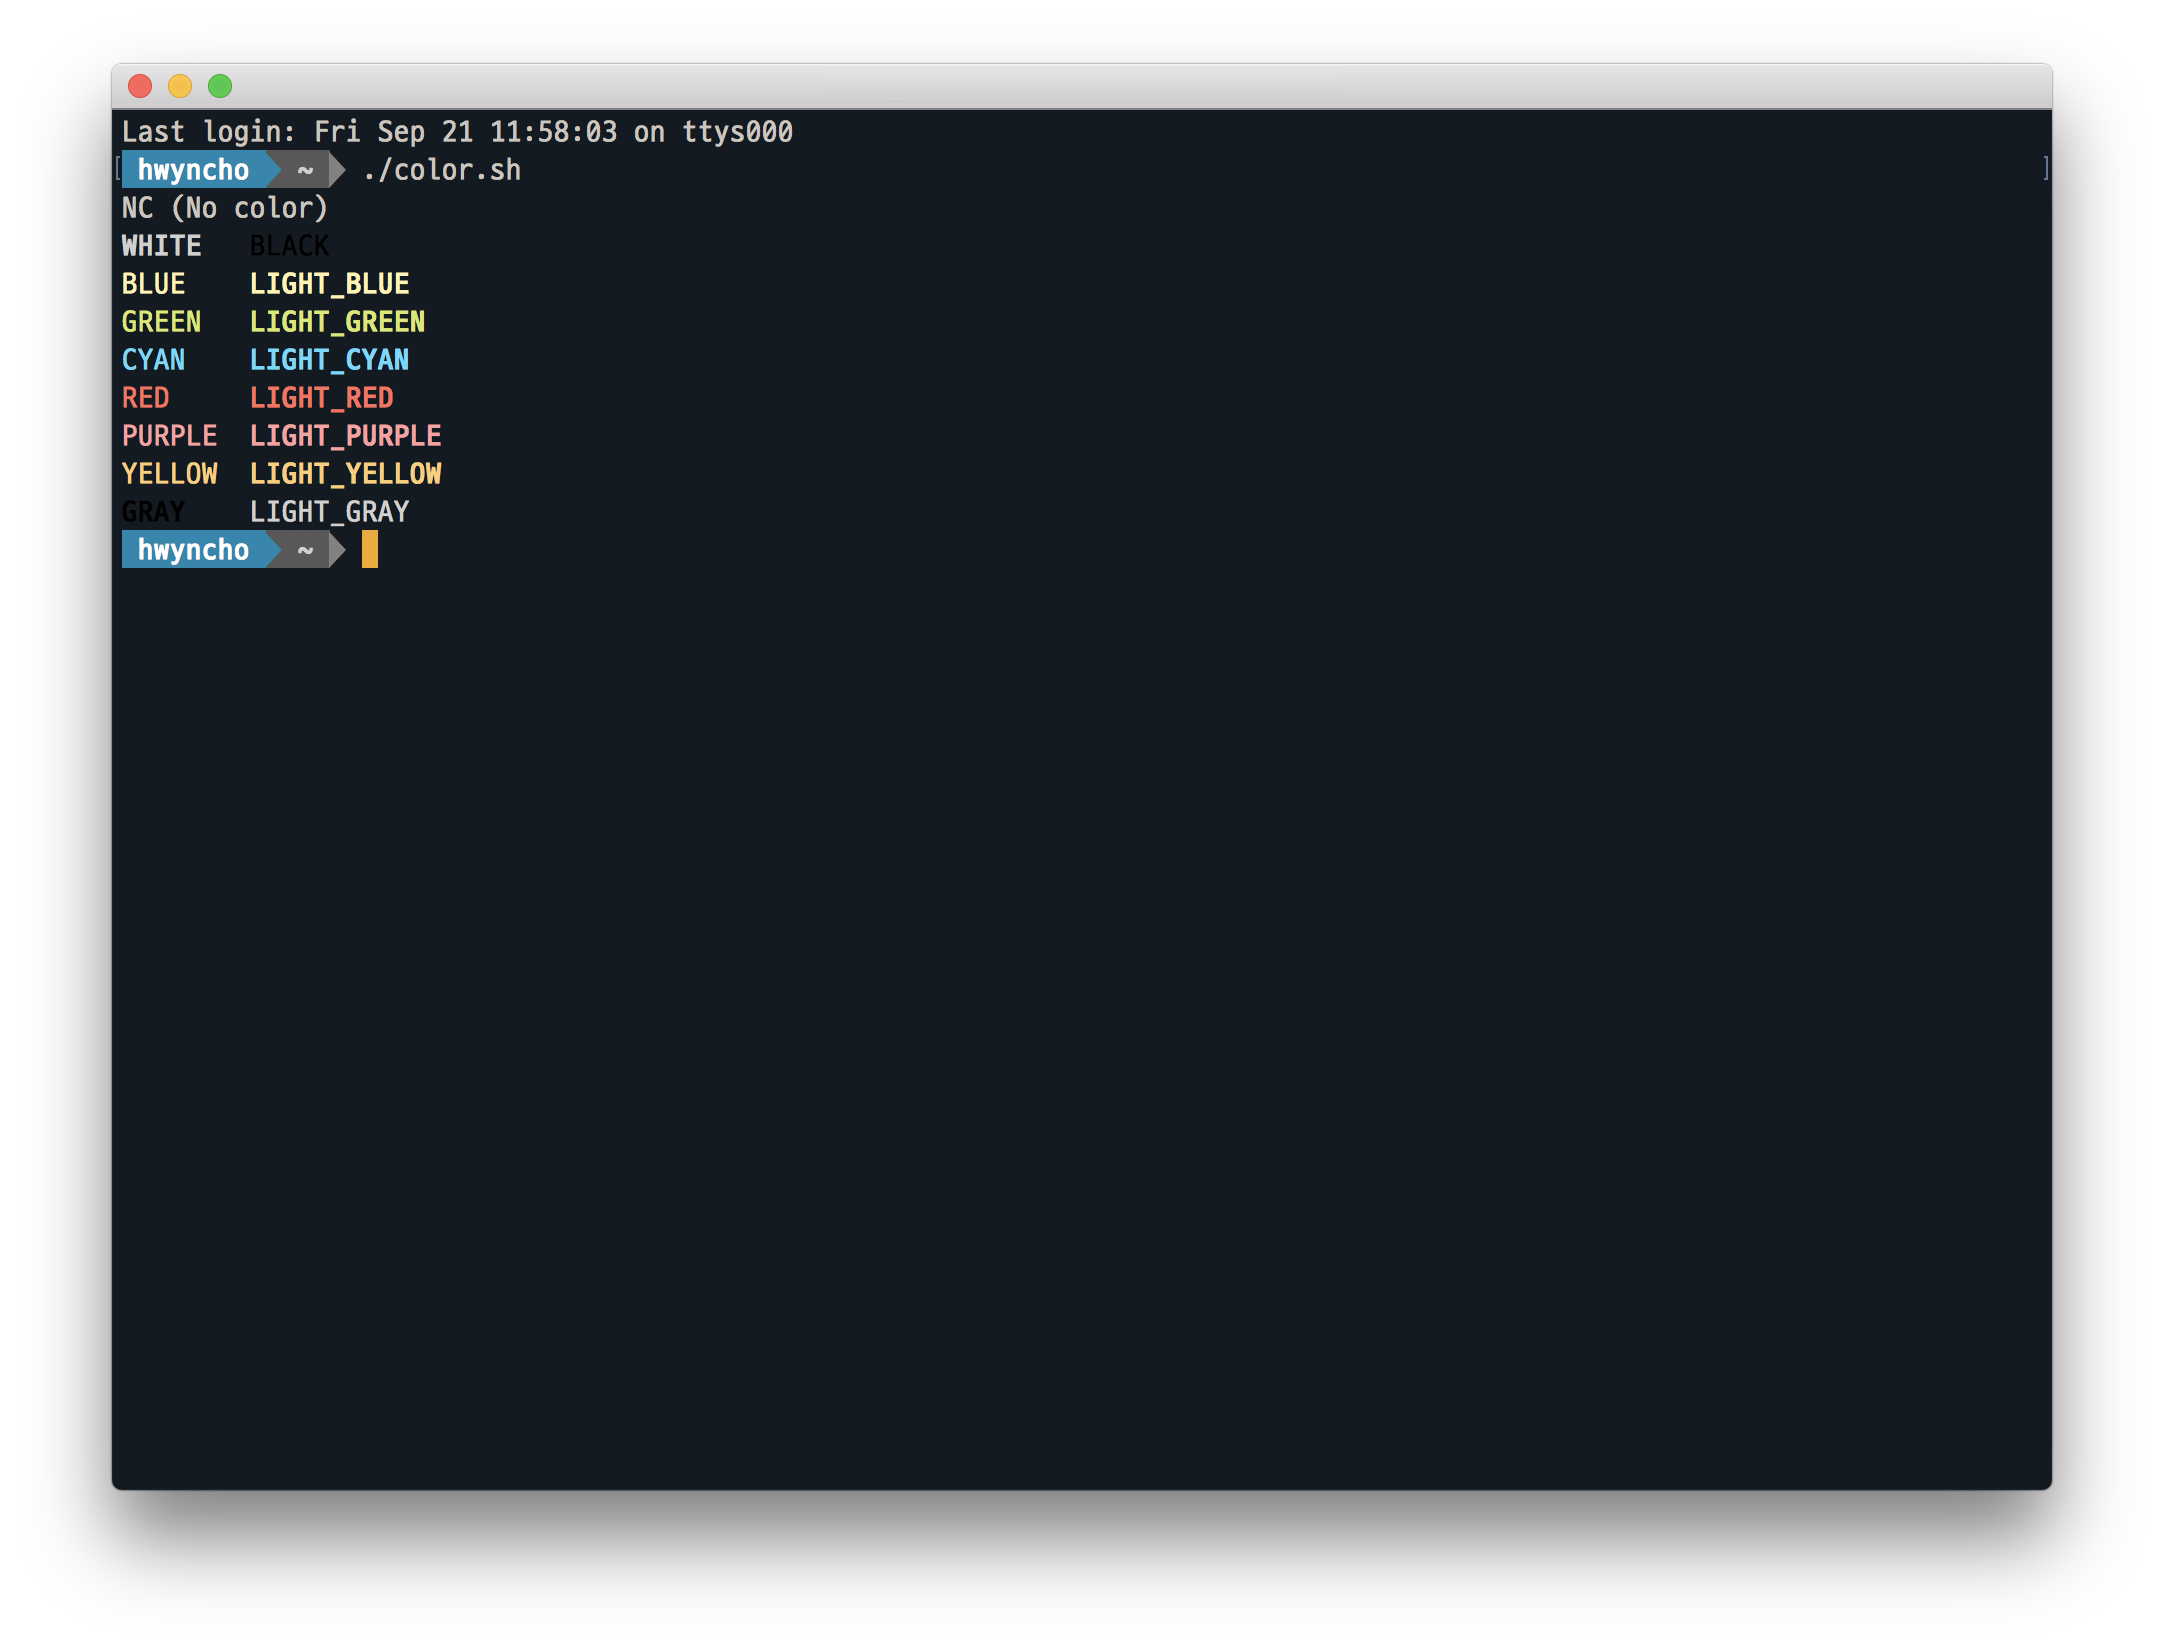 Last login: Fri Sep 21 11:58:03 on ttys000
[ hwyncho  ~  ./color.sh ]
NC (No color)
WHITE   BLACK
BLUE    LIGHT_BLUE
GREEN   LIGHT_GREEN
CYAN    LIGHT_CYAN
RED     LIGHT_RED
PURPLE  LIGHT_PURPLE
YELLOW  LIGHT_YELLOW
GRAY    LIGHT_GRAY
hwyncho  ~